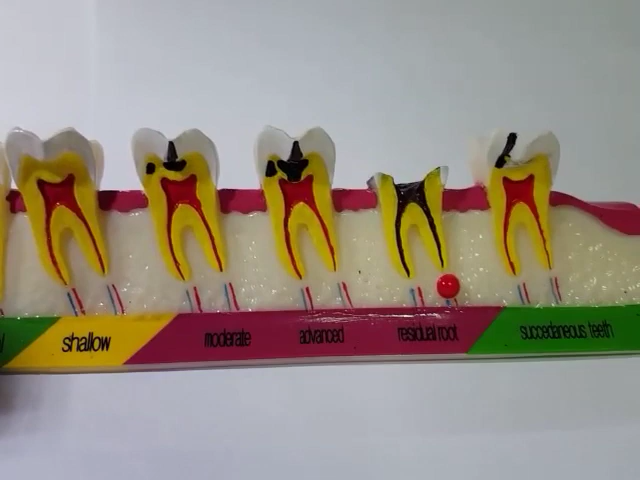 shallow
moderate
advanced
residual root
succedaneous teeth